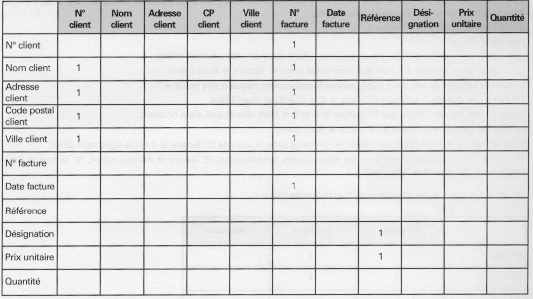 N° client | Nom client | Adresse client | CP client | Ville client | N° facture | Date facture | Référence | Dési-gnation | Prix unitaire | Quantité
N° client | 1
Nom client | 1 | 1
Adresse client | 1
Code postal client | 1 | 1
Ville client | 1 | 1
N° facture
Date facture | 1
Référence
Désignation | 1
Prix unitaire | 1
Quantité